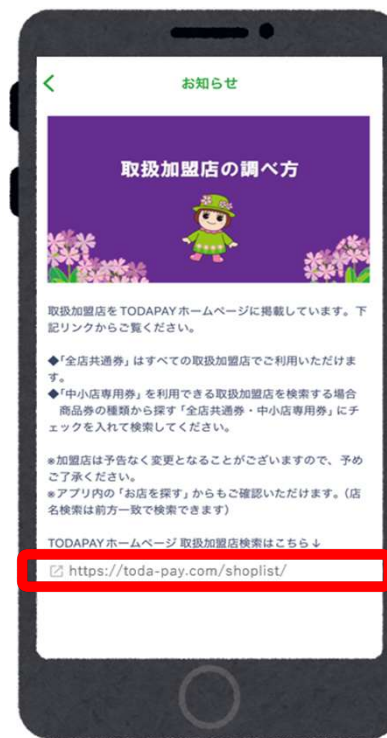 お知らせ
取扱加盟店の調べ方
取扱加盟店をTODAPAYホームページに掲載しています。下
記リンクからご覧ください。
◆「全店共通券」はすべての取扱加盟店でご利用いただけま
す。
◆「中小店専用券」を利用できる取扱加盟店を検索する場合
商品券の種類から探す「全店共通券・中小店専用券」にチ
ェックを入れて検索してください。
※加盟店は予告なく変更となることがございますので、予め
ご了承ください。
※アプリ内の「お店を探す」からもご確認いただけます。（店
名検索は前方一致で検索できます）
TODAPAYホームページ 取扱加盟店検索はこちら↓
https://toda-pay.com/shoplist/